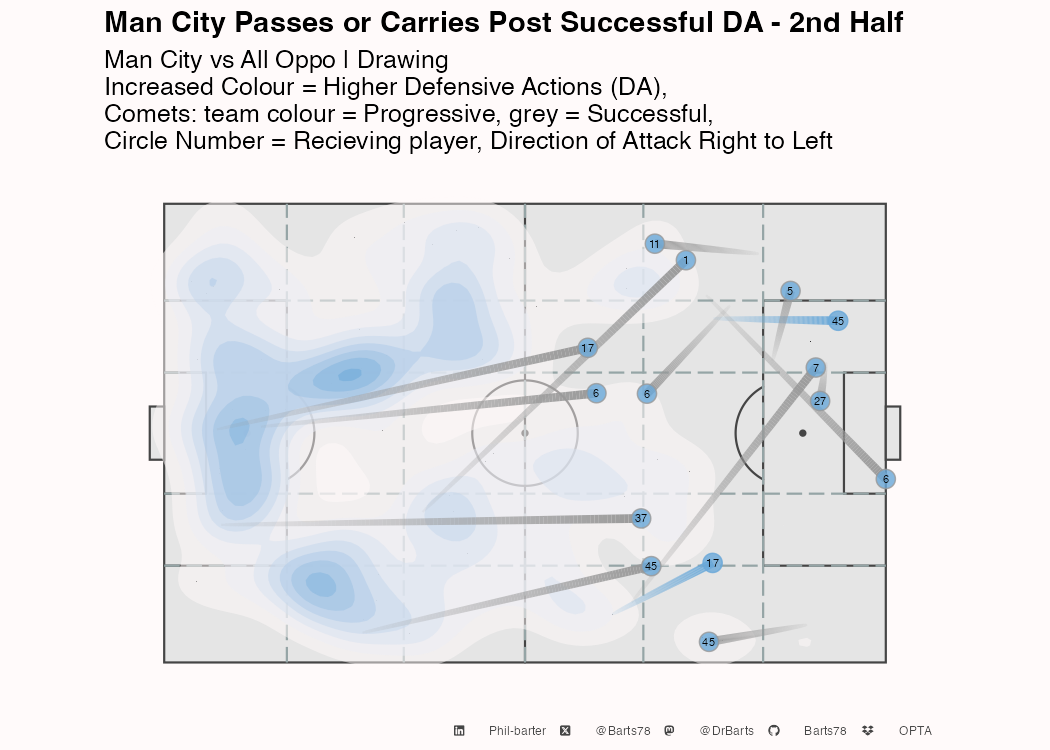 Man City Passes or Carries Post Successful DA - 2nd Half
Man City vs All Oppo | Drawing
Increased Colour = Higher Defensive Actions (DA),
Comets: team colour = Progressive, grey = Successful,
Circle Number = Recieving player, Direction of Attack Right to Left
11
1
5
45
17
7
6
6
27
6
37
45
17
45
Phil-barter
@Barts78
@DrBarts
Barts78
OPTA